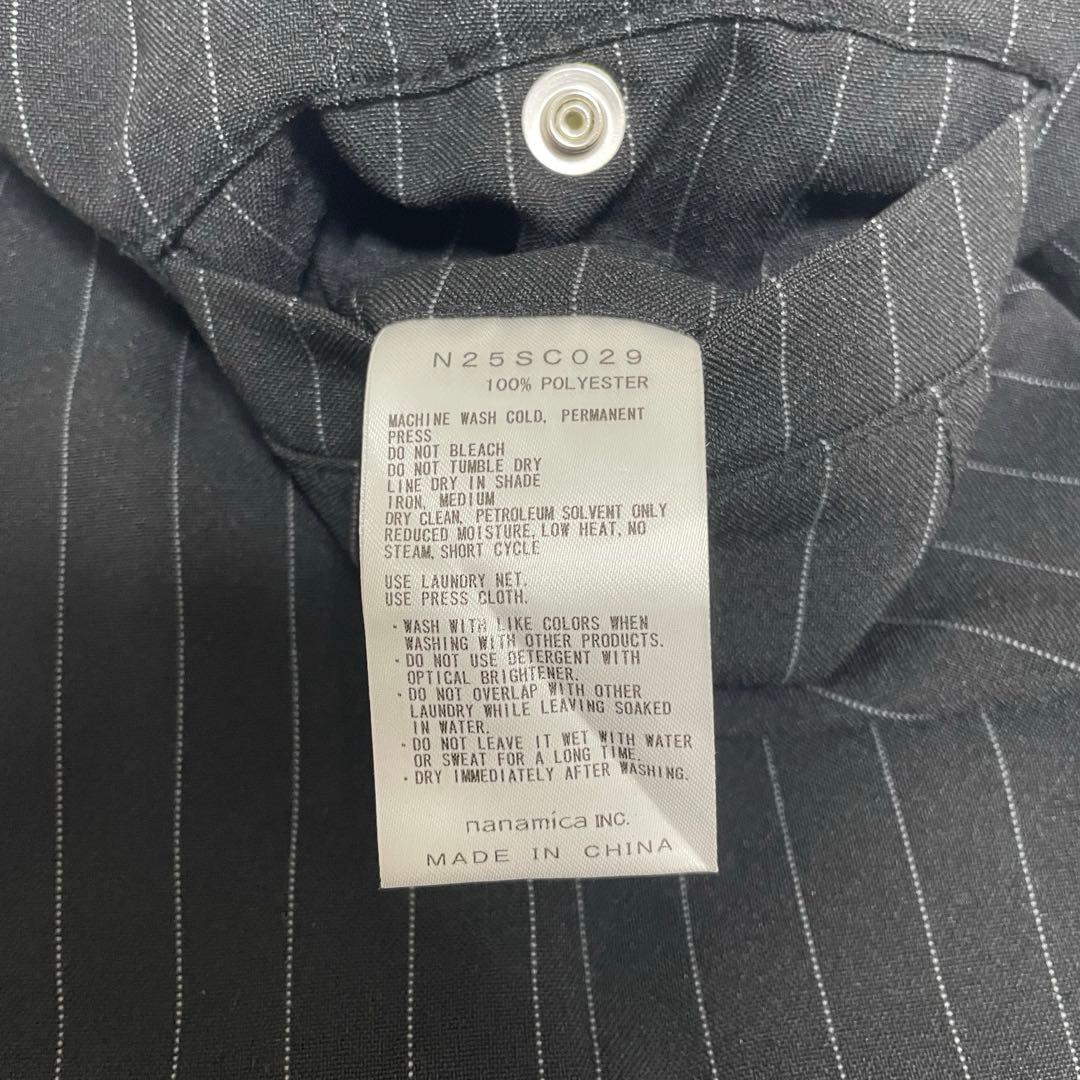 N25SC029
100% POLYESTER
MACHINE WASH COLD, PERMANENT
PRESS
DO NOT BLEACH
DO NOT TUMBLE DRY
LINE DRY IN SHADE
IRON, MEDIUM
DRY CLEAN, PETROLEUM SOLVENT ONLY
REDUCED MOISTURE, LOW HEAT, NO
STEAM, SHORT CYCLE
USE LAUNDRY NET.
USE PRESS CLOTH.
・WASH WITH LIKE COLORS WHEN
WASHING WITH OTHER PRODUCTS.
・DO NOT USE DETERGENT WITH
OPTICAL BRIGHTENER.
・DO NOT OVERLAP WITH OTHER
LAUNDRY WHILE LEAVING SOAKED
IN WATER.
・DO NOT LEAVE IT WET WITH WATER
OR SWEAT FOR A LONG TIME.
・DRY IMMEDIATELY AFTER WASHING.
nanamica INC.
MADE IN CHINA